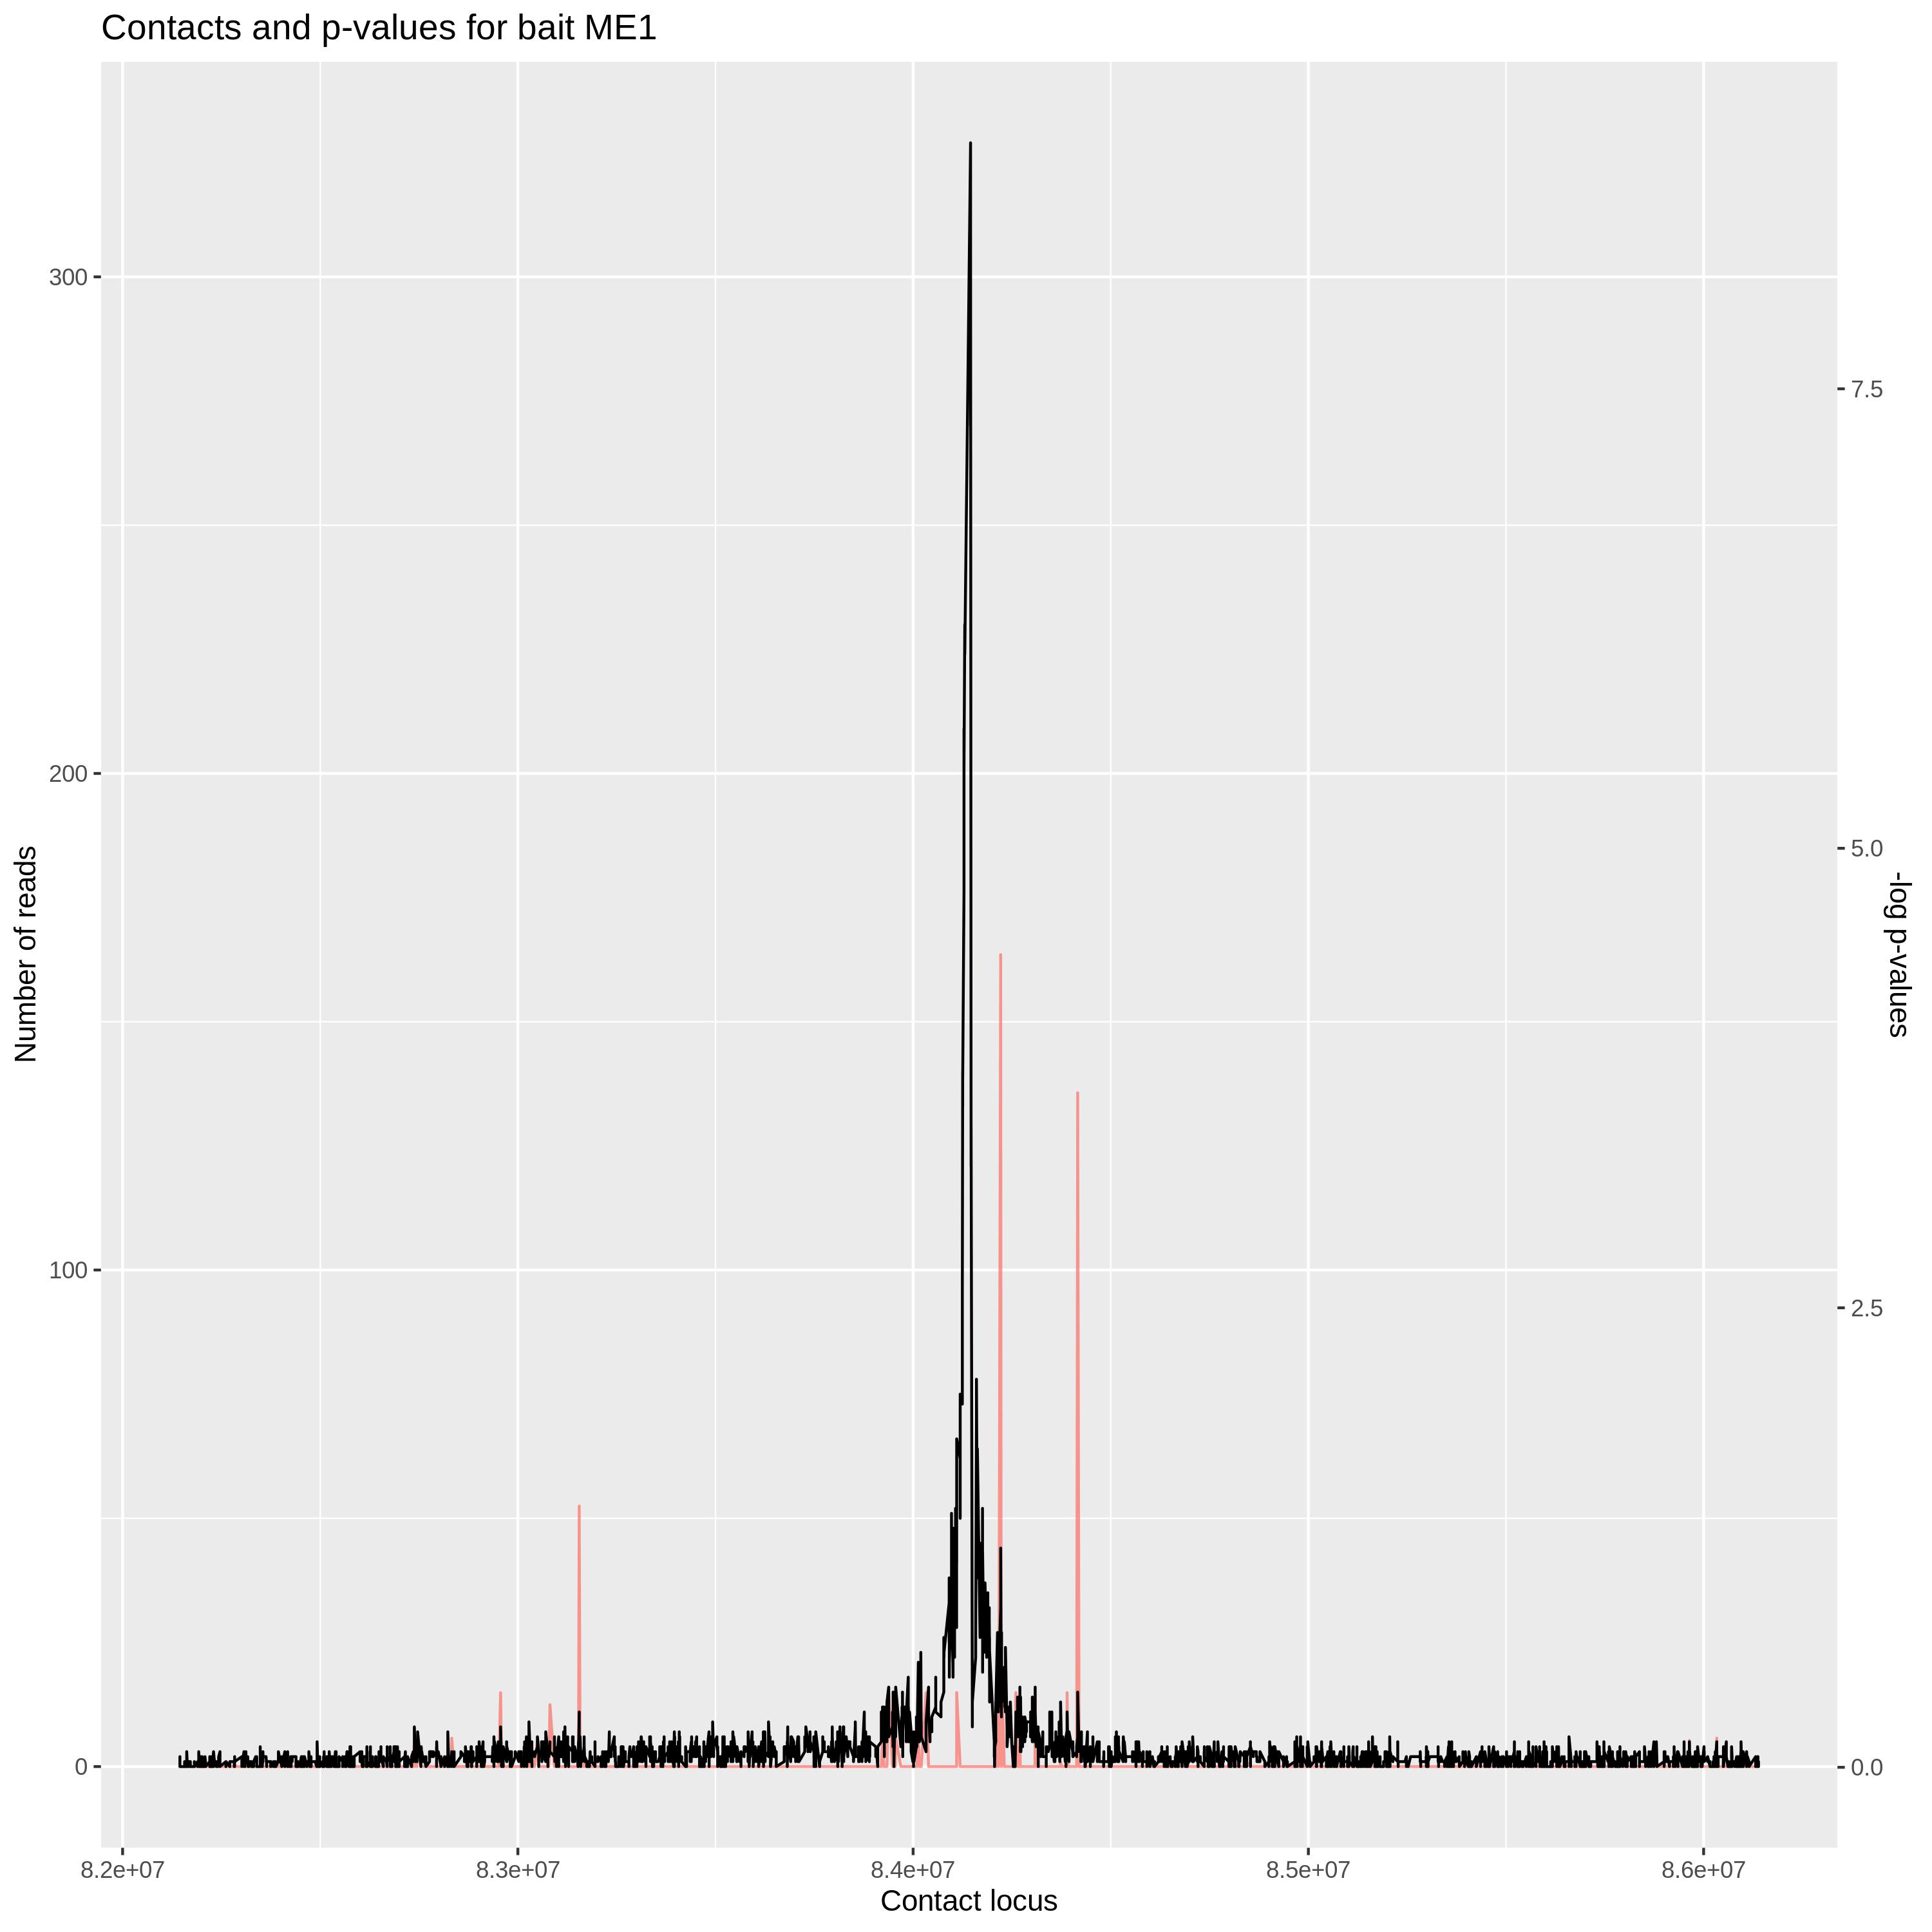 Contacts and p-values for bait ME1
300
200
100
0
Number of reads
7.5
5.0
2.5
0.0
-log p-values
8.2e+07
8.3e+07
8.4e+07
8.5e+07
8.6e+07
Contact locus